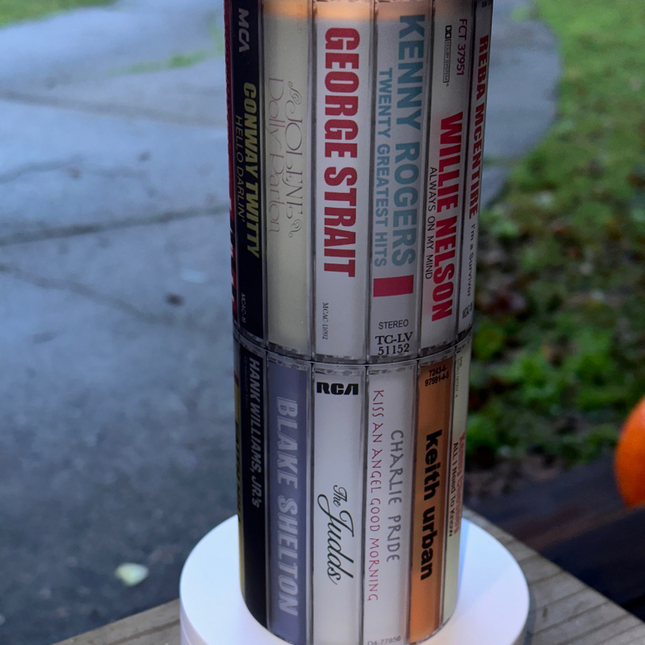 MCA
CONWAY TWITTY
HELLO DARLIN'
JOLENE
Dolly Parton
GEORGE STRAIT
KENNY ROGERS
TWENTY GREATEST HITS
STEREO
TC-LV
51152
FCT 37951
WILLIE NELSON
ALWAYS ON MY MIND
REBA MCENTIRE
I'm a Survivor
HANK WILLIAMS, JR.'s
BLAKE SHELTON
RCA
The Judds
CHARLIE PRIDE
KISS AN ANGEL GOOD MORNING
keith urban